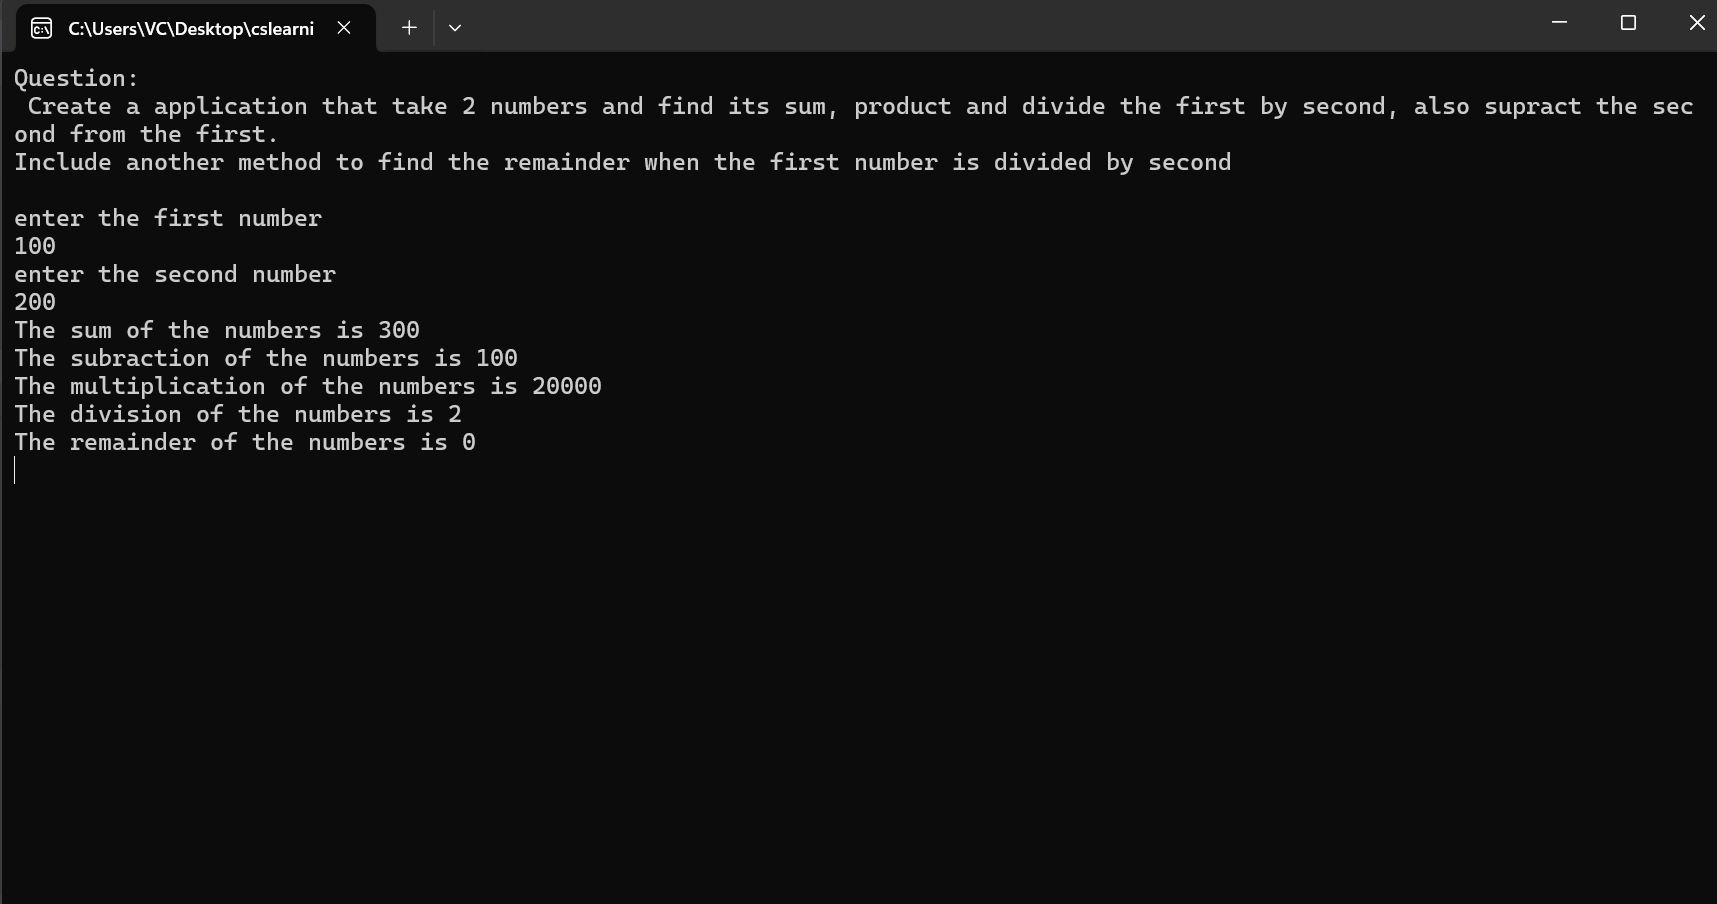 C:\Users\VC\Desktop\cslearni
Question:
Create a application that take 2 numbers and find its sum, product and divide the first by second, also supract the sec
ond from the first.
Include another method to find the remainder when the first number is divided by second
enter the first number
100
enter the second number
200
The sum of the numbers is 300
The subraction of the numbers is 100
The multiplication of the numbers is 20000
The division of the numbers is 2
The remainder of the numbers is 0